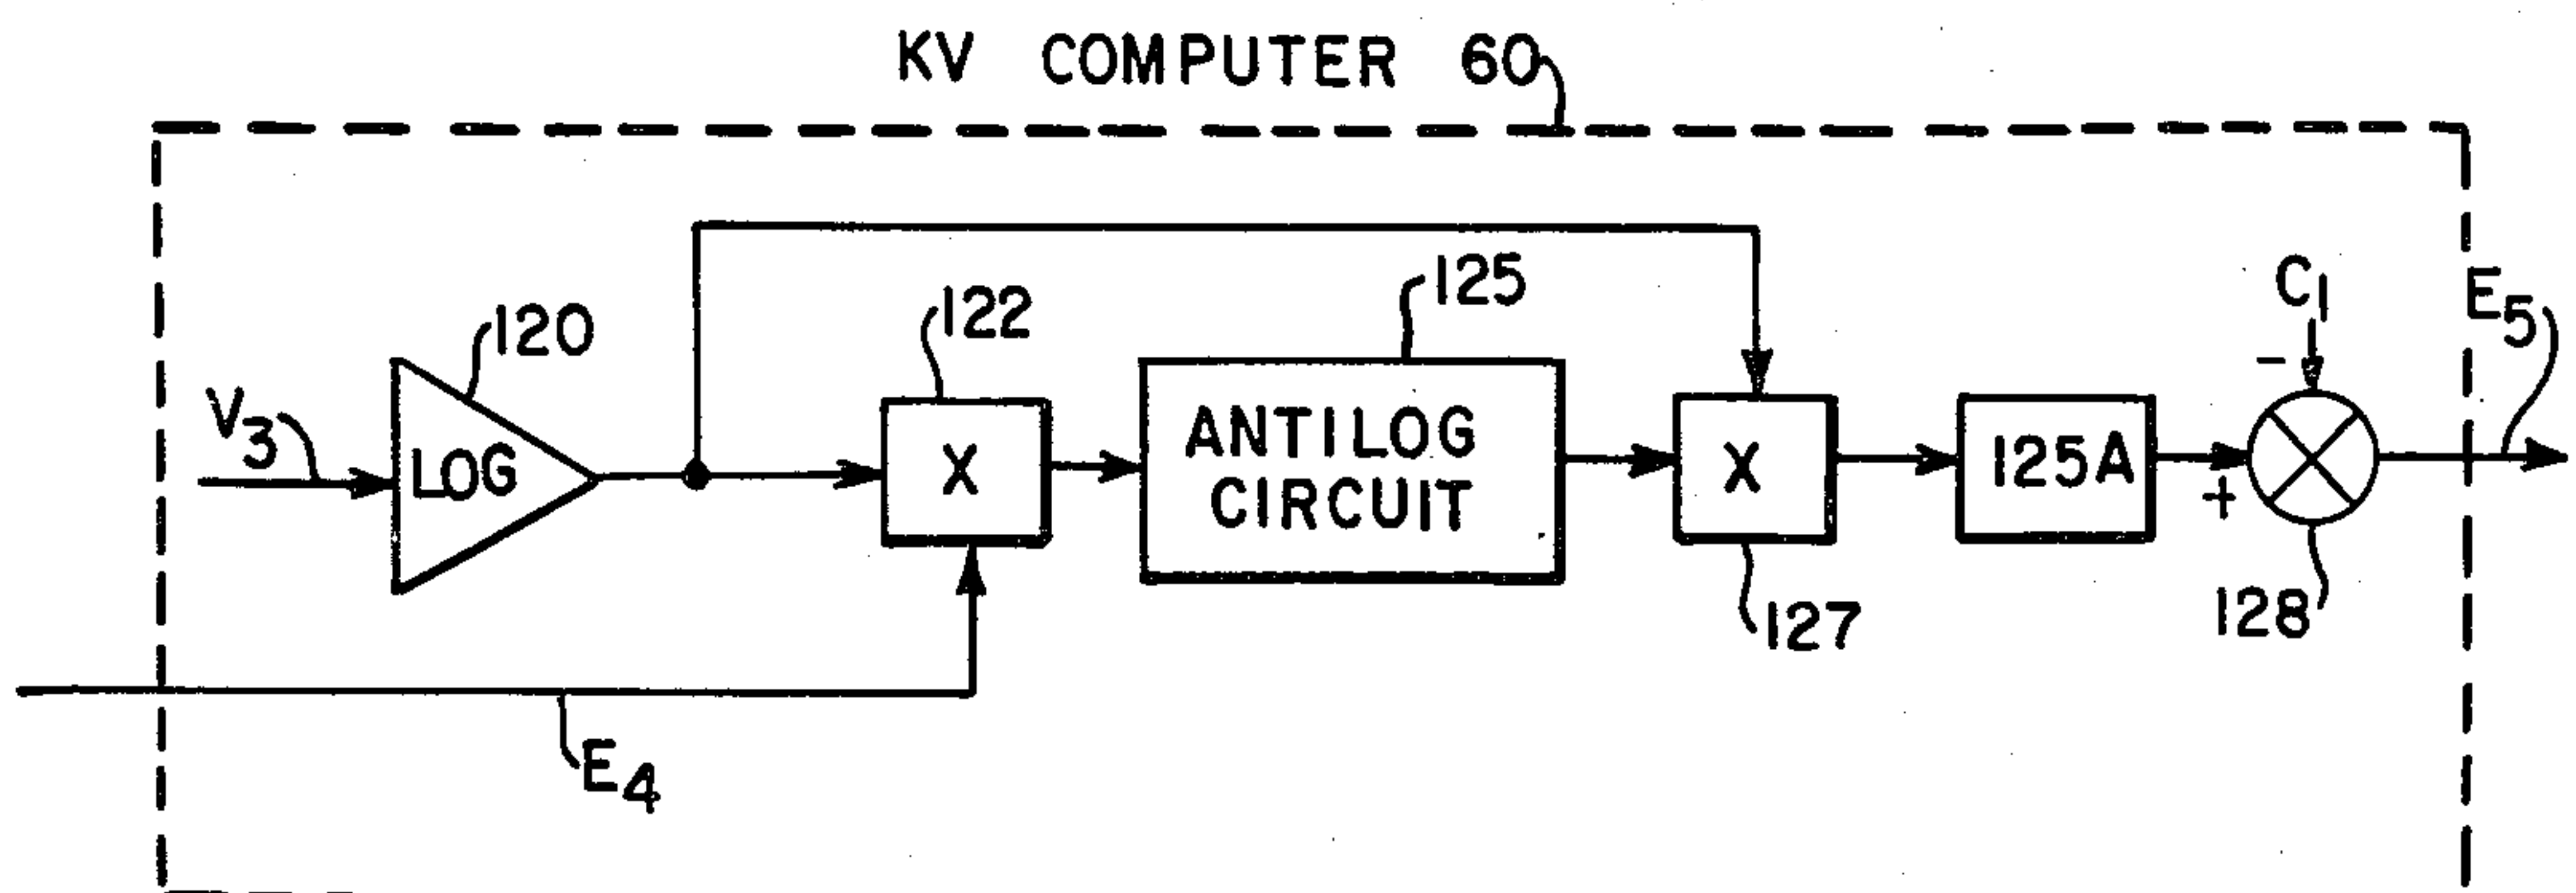 KV COMPUTER 60
120
122
125
C1
E5
V3
LOG
X
ANTILOG
CIRCUIT
X
125A
-
+
127
128
E4